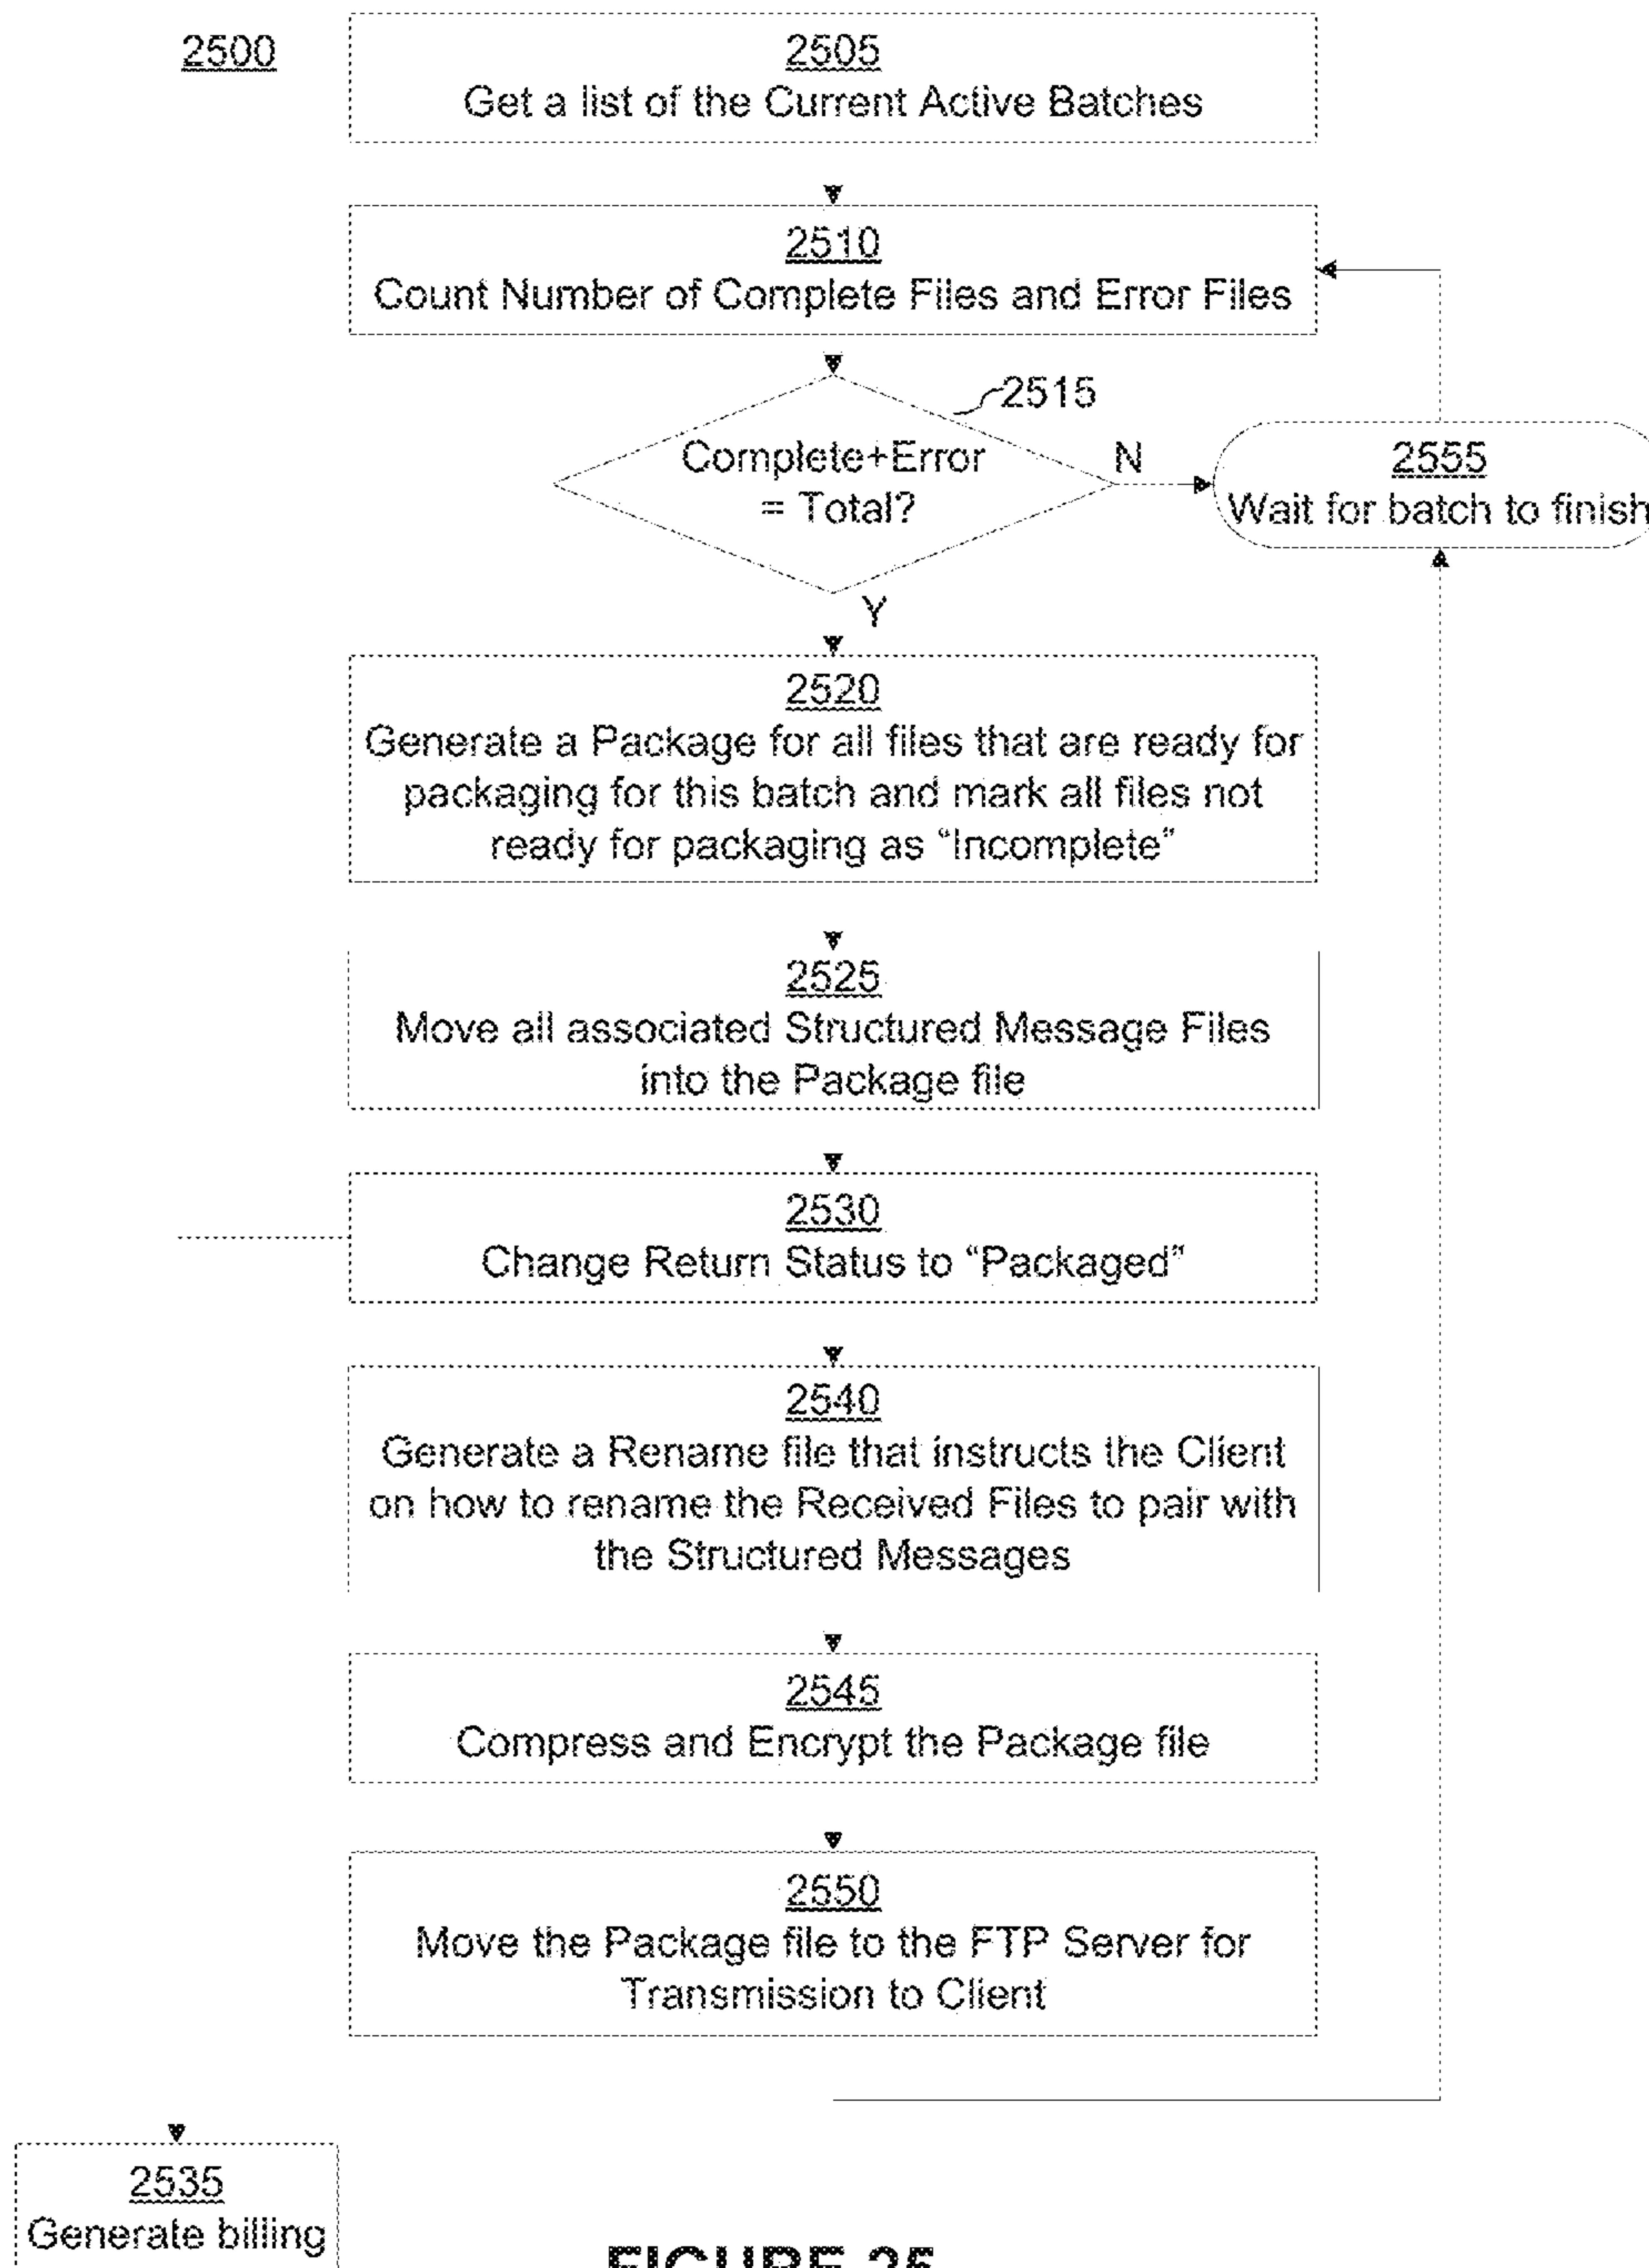 2500
2505
Get a list of the Current Active Batches
2510
Count Number of Complete Files and Error Files
2515
Complete+Error
= Total?
N
2555
Wait for batch to finish
Y
2520
Generate a Package for all files that are ready for
packaging for this batch and mark all files not
ready for packaging as “Incomplete”
2525
Move all associated Structured Message Files
into the Package file
2530
Change Return Status to “Packaged”
2540
Generate a Rename file that instructs the Client
on how to rename the Received Files to pair with
the Structured Messages
2545
Compress and Encrypt the Package file
2550
Move the Package file to the FTP Server for
Transmission to Client
2535
Generate billing
FIGURE 25